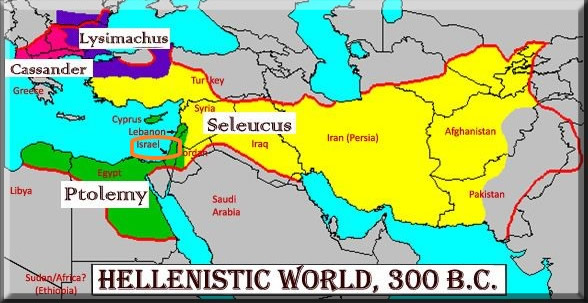 Lysimachus
Cassander
Greece
Turkey
Cyprus
Syria
Lebanon
Seleucus
Israel
Jordan
Iraq
Iran (Persia)
Afghanistan
Egypt
Ptolemy
Libya
Saudi
Arabia
Pakistan
Sudan/Africa?
(Ethiopia)
HELLENISTIC WORLD, 300 B.C.